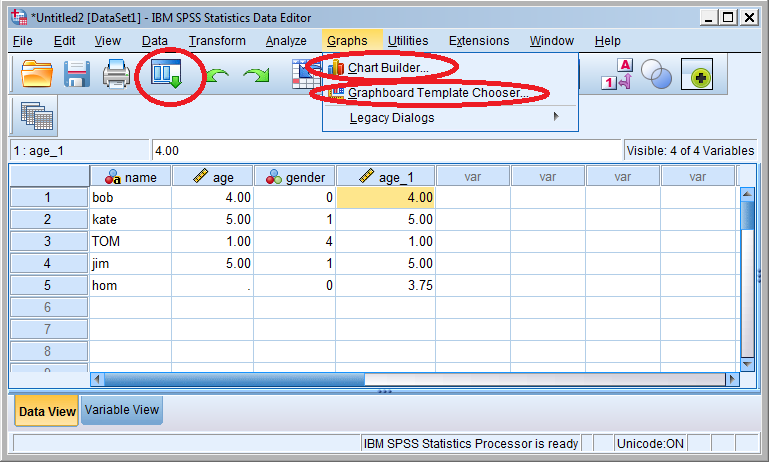 *Untitled2 [DataSet1] - IBM SPSS Statistics Data Editor
File Edit View Data Transform Analyze Graphs Utilities Extensions Window Help
Chart Builder...
Graphboard Template Chooser...
Legacy Dialogs
A
1
a
1 : age_1 4.00 Visible: 4 of 4 Variables
a name age gender age_1 var var var var
1 bob 4.00 0 4.00
2 kate 5.00 1 5.00
3 TOM 1.00 4 1.00
4 jim 5.00 1 5.00
5 hom . 0 3.75
6
7
8
Data View Variable View
IBM SPSS Statistics Processor is ready Unicode:ON